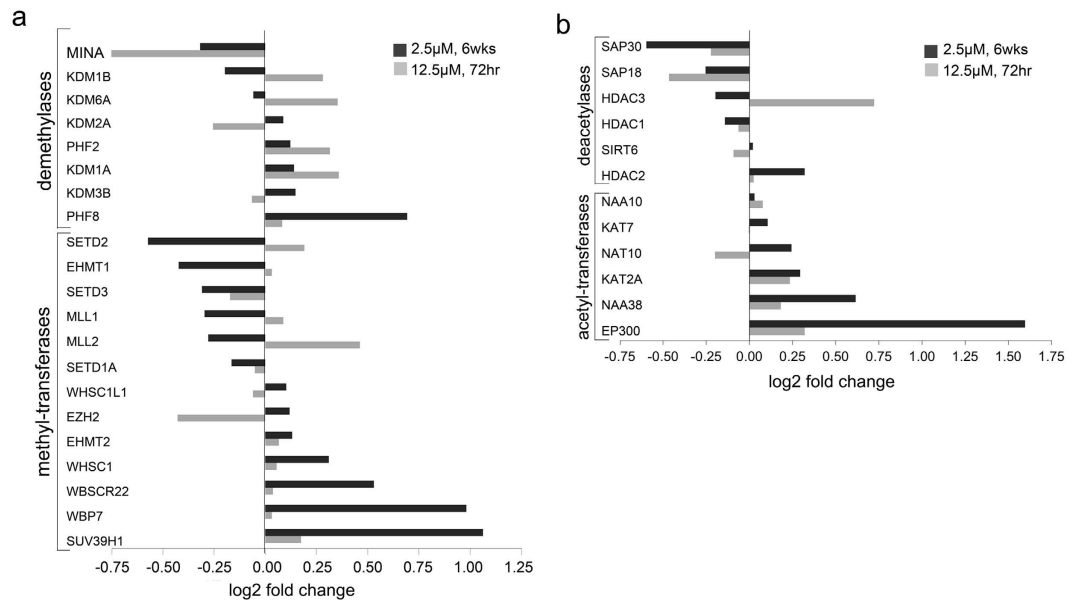 a
demethylases
MINA
KDM1B
KDM6A
KDM2A
PHF2
KDM1A
KDM3B
PHF8
methyl-transferases
SETD2
EHMT1
SETD3
MLL1
MLL2
SETD1A
WHSC1L1
EZH2
EHMT2
WHSC1
WBSCR22
WBP7
SUV39H1
2.5µM, 6wks
12.5µM, 72hr
-0.75 -0.50 -0.25 0.00 0.25 0.50 0.75 1.00 1.25
log2 fold change
b
deacetylases
SAP30
SAP18
HDAC3
HDAC1
SIRT6
HDAC2
acetyl-transferases
NAA10
KAT7
NAT10
KAT2A
NAA38
EP300
2.5µM, 6wks
12.5µM, 72hr
-0.75 -0.50 -0.25 0.00 0.25 0.50 0.75 1.00 1.25 1.50 1.75
log2 fold change